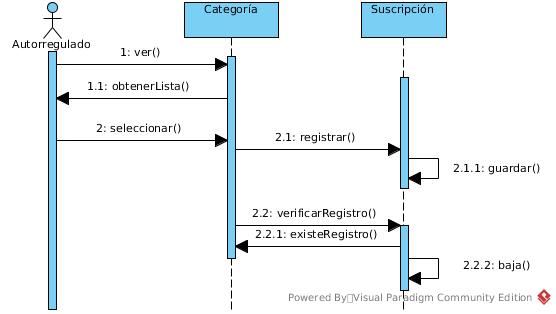 Categoría
Suscripción
Autorregulado
1: ver()
1.1: obtenerLista()
2: seleccionar()
2.1: registrar()
2.1.1: guardar()
2.2: verificarRegistro()
2.2.1: existeRegistro()
2.2.2: baja()
Powered By Visual Paradigm Community Edition